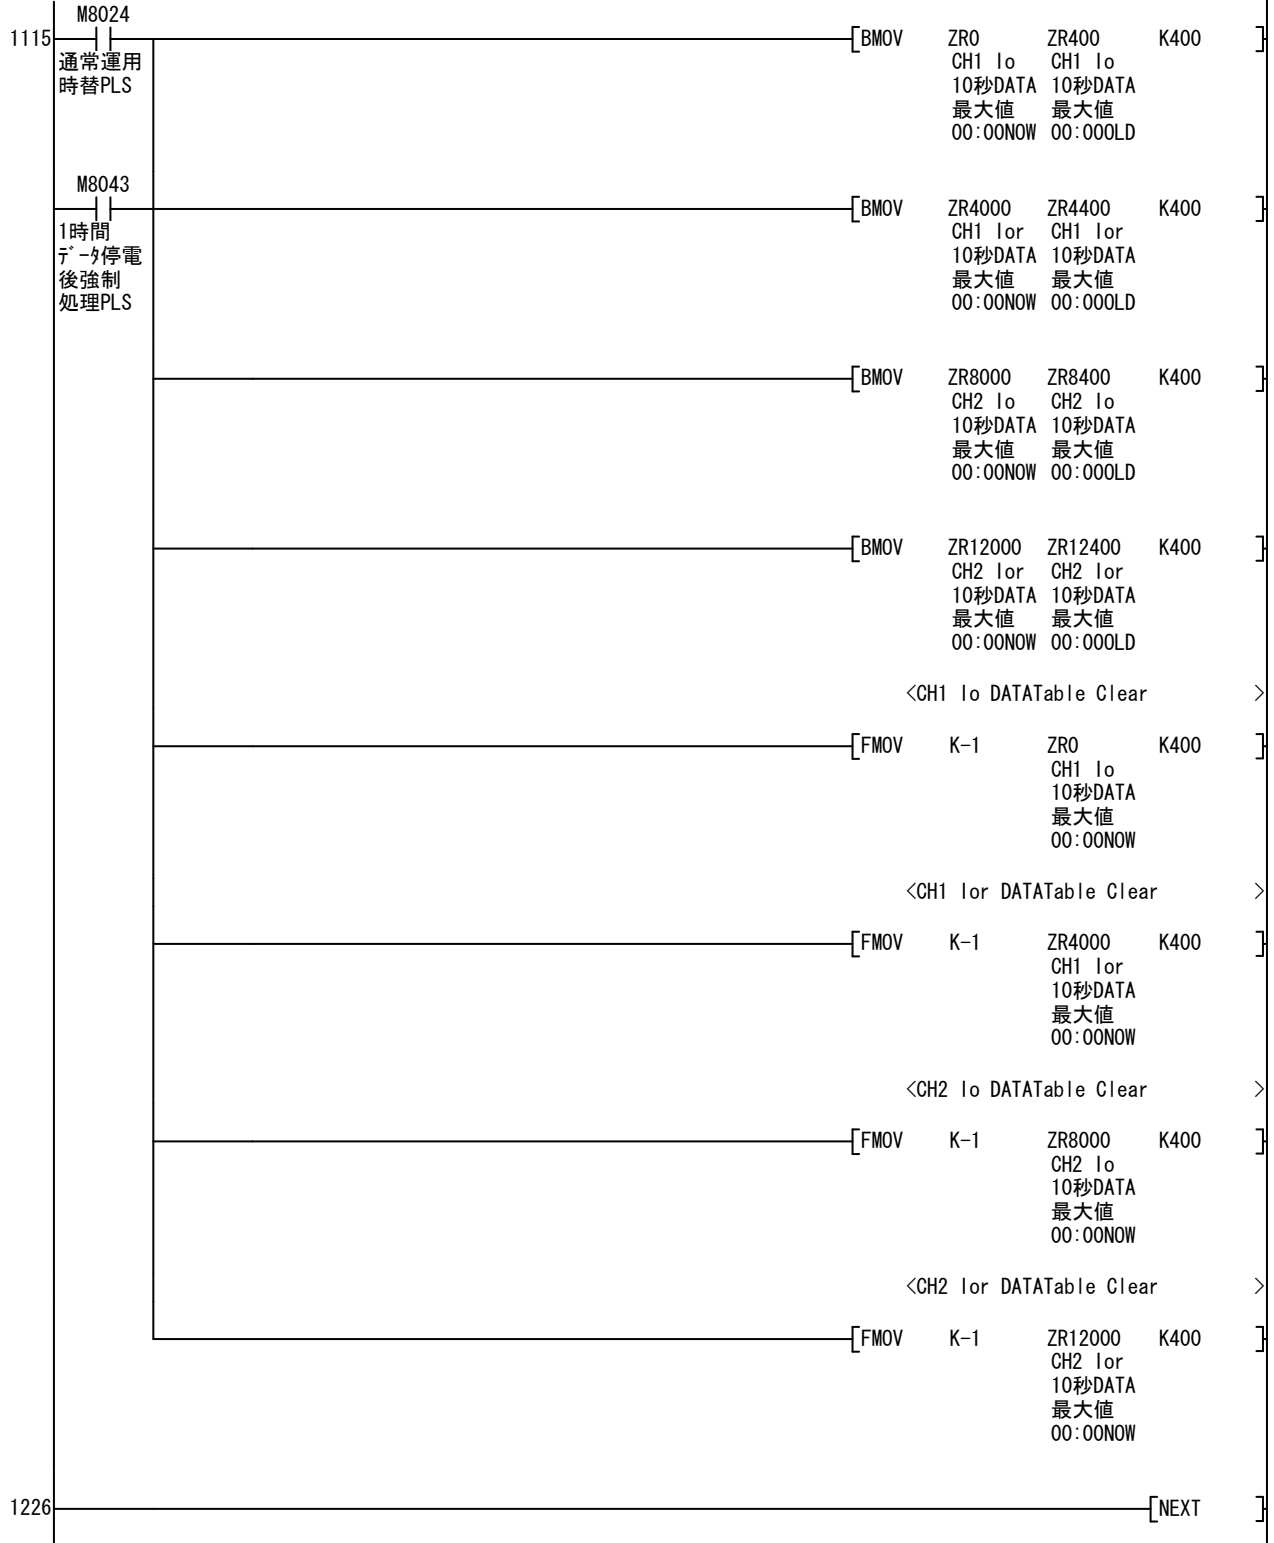 M8024
1115 BMOV ZR0 ZR400 K400
通常運用 CH1 Io CH1 Io
時替PLS 10秒DATA 10秒DATA
最大値 最大値
00:00NOW 00:00OLD
M8043
BMOV ZR4000 ZR4400 K400
1時間 CH1 Ior CH1 Ior
ﾃﾞｰﾀ停電 10秒DATA 10秒DATA
後強制 最大値 最大値
処理PLS 00:00NOW 00:00OLD
BMOV ZR8000 ZR8400 K400
CH2 Io CH2 Io
10秒DATA 10秒DATA
最大値 最大値
00:00NOW 00:00OLD
BMOV ZR12000 ZR12400 K400
CH2 Ior CH2 Ior
10秒DATA 10秒DATA
最大値 最大値
00:00NOW 00:00OLD
<CH1 Io DATATable Clear >
FMOV K-1 ZR0 K400
CH1 Io
10秒DATA
最大値
00:00NOW
<CH1 Ior DATATable Clear >
FMOV K-1 ZR4000 K400
CH1 Ior
10秒DATA
最大値
00:00NOW
<CH2 Io DATATable Clear >
FMOV K-1 ZR8000 K400
CH2 Io
10秒DATA
最大値
00:00NOW
<CH2 Ior DATATable Clear >
FMOV K-1 ZR12000 K400
CH2 Ior
10秒DATA
最大値
00:00NOW
1226 NEXT